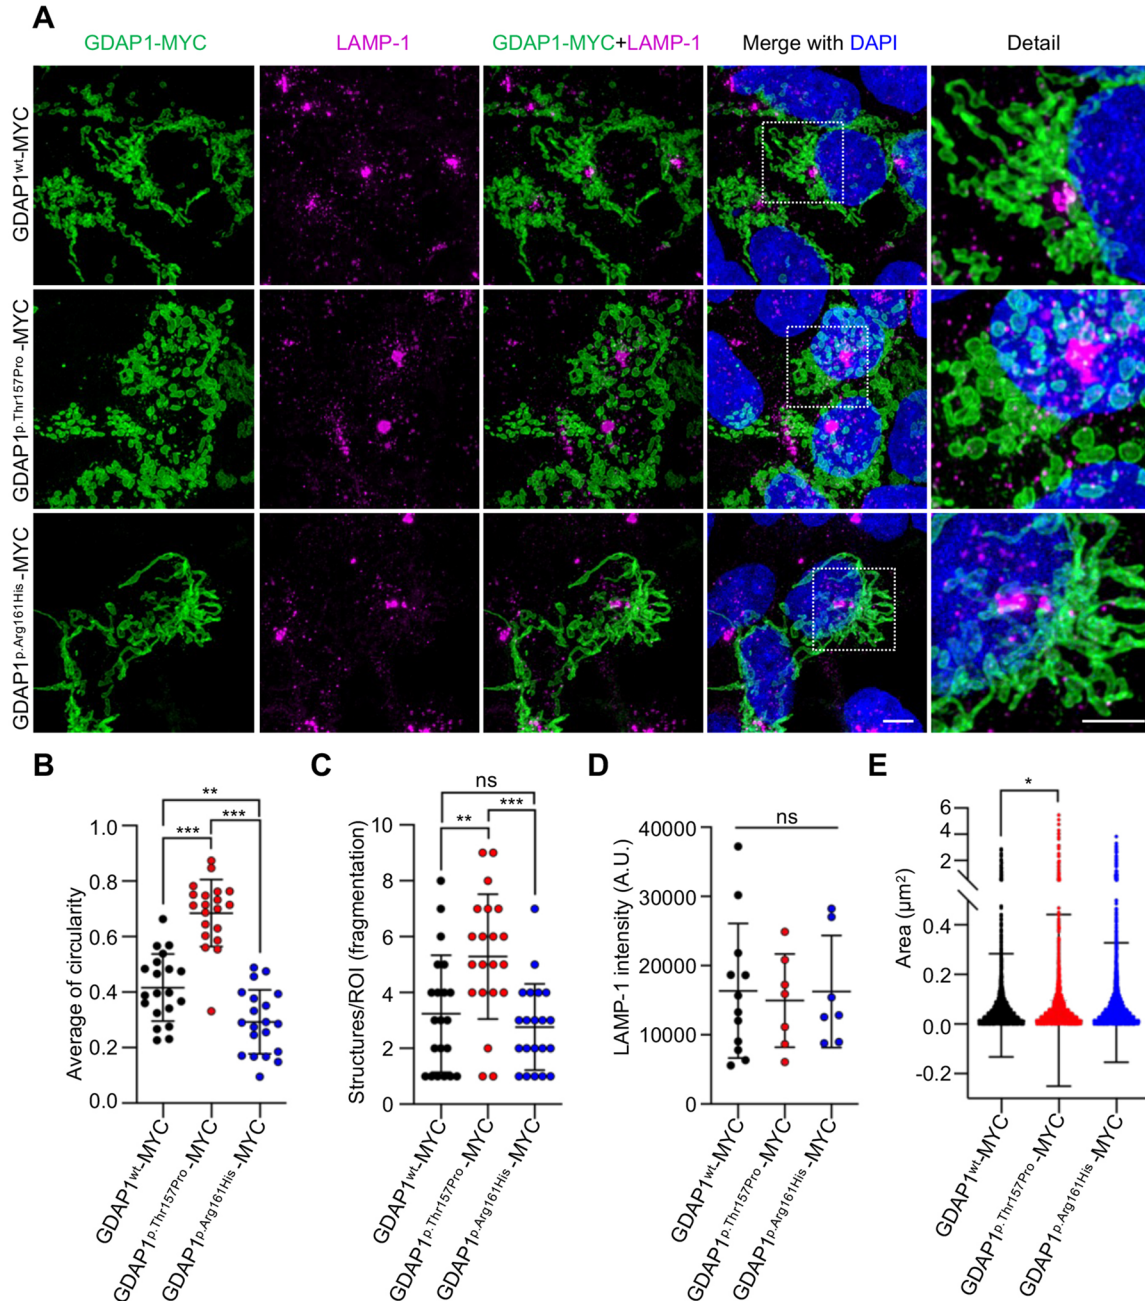 A
GDAP1-MYC LAMP-1 GDAP1-MYC+LAMP-1 Merge with DAPI Detail
GDAP1wt-MYC
GDAP1p.Thr157Pro-MYC
GDAP1p.Arg161His-MYC
B
**
***
***
1.0
0.8
0.6
0.4
0.2
0.0
Average of circularity
GDAP1wt-MYC
GDAP1p.Thr157Pro-MYC
GDAP1p.Arg161His-MYC
C
ns
**
***
10
8
6
4
2
0
Structures/ROI (fragmentation)
GDAP1wt-MYC
GDAP1p.Thr157Pro-MYC
GDAP1p.Arg161His-MYC
D
ns
40000
30000
20000
10000
0
LAMP-1 intensity (A.U.)
GDAP1wt-MYC
GDAP1p.Thr157Pro-MYC
GDAP1p.Arg161His-MYC
E
*
6
4
2
0.4
0.2
0.0
-0.2
Area (μm²)
GDAP1wt-MYC
GDAP1p.Thr157Pro-MYC
GDAP1p.Arg161His-MYC